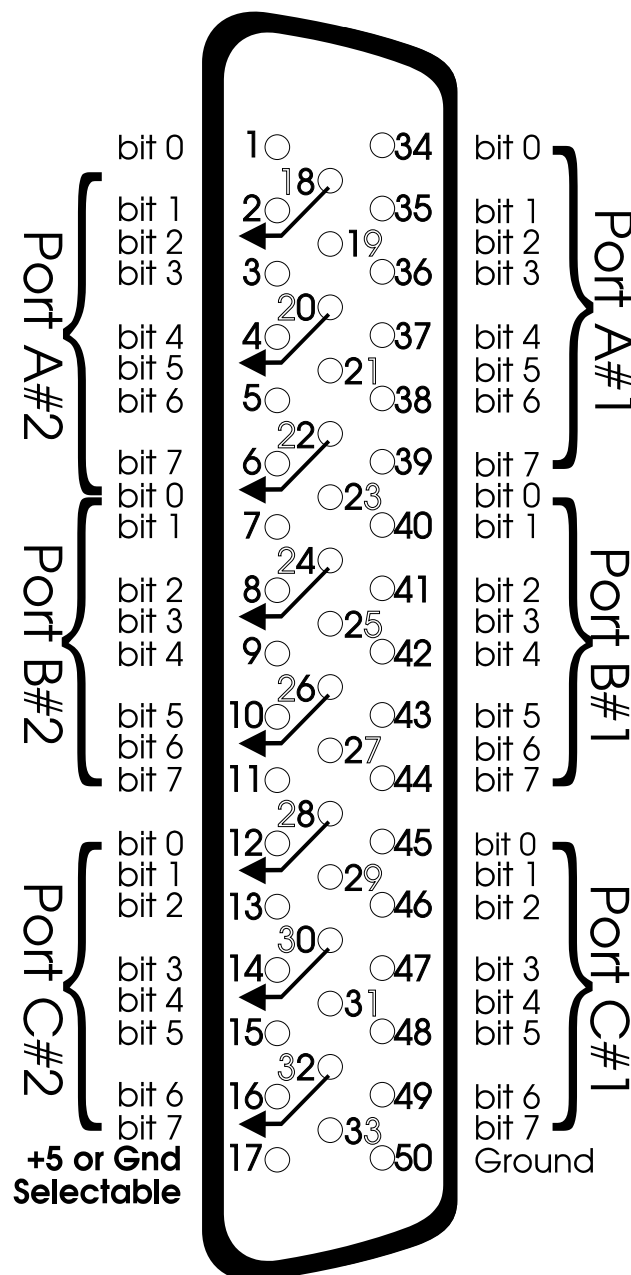 bit 0 1 34 bit 0
18
bit 1 2 35 bit 1
bit 2 19 bit 2
bit 3 3 36 bit 3
20
bit 4 4 37 bit 4
bit 5 21 bit 5
bit 6 5 38 bit 6
22
bit 7 6 39 bit 7
bit 0 23 bit 0
bit 1 7 40 bit 1
24
bit 2 8 41 bit 2
bit 3 25 bit 3
bit 4 9 42 bit 4
26
bit 5 10 43 bit 5
bit 6 27 bit 6
bit 7 11 44 bit 7
28
bit 0 12 45 bit 0
bit 1 29 bit 1
bit 2 13 46 bit 2
30
bit 3 14 47 bit 3
bit 4 31 bit 4
bit 5 15 48 bit 5
32
bit 6 16 49 bit 6
bit 7 33 bit 7
+5 or Gnd 17 50 Ground
Selectable
Port A#2
Port B#2
Port C#2
Port A#1
Port B#1
Port C#1